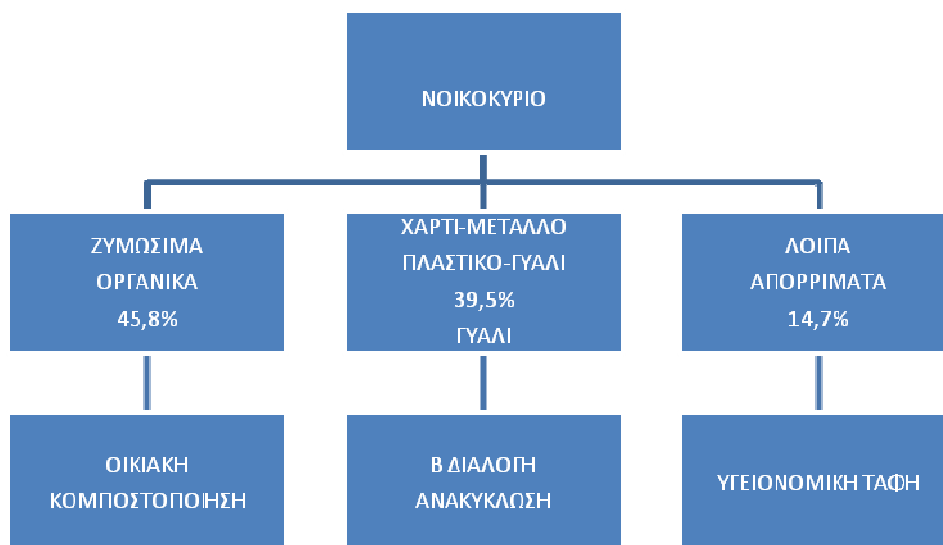 ΝΟΙΚΟΚΥΡΙΟ
ΖΥΜΩΣΙΜΑ
ΟΡΓΑΝΙΚΑ
45,8%
ΧΑΡΤΙ-ΜΕΤΑΛΛΟ
ΠΛΑΣΤΙΚΟ-ΓΥΑΛΙ
39,5%
ΓΥΑΛΙ
ΛΟΙΠΑ
ΑΠΟΡΡΙΜΑΤΑ
14,7%
ΟΙΚΙΑΚΗ
ΚΟΜΠΟΣΤΟΠΟΙΗΣΗ
Β ΔΙΑΛΟΓΗ
ΑΝΑΚΥΚΛΩΣΗ
ΥΓΕΙΟΝΟΜΙΚΗ ΤΑΦΗ